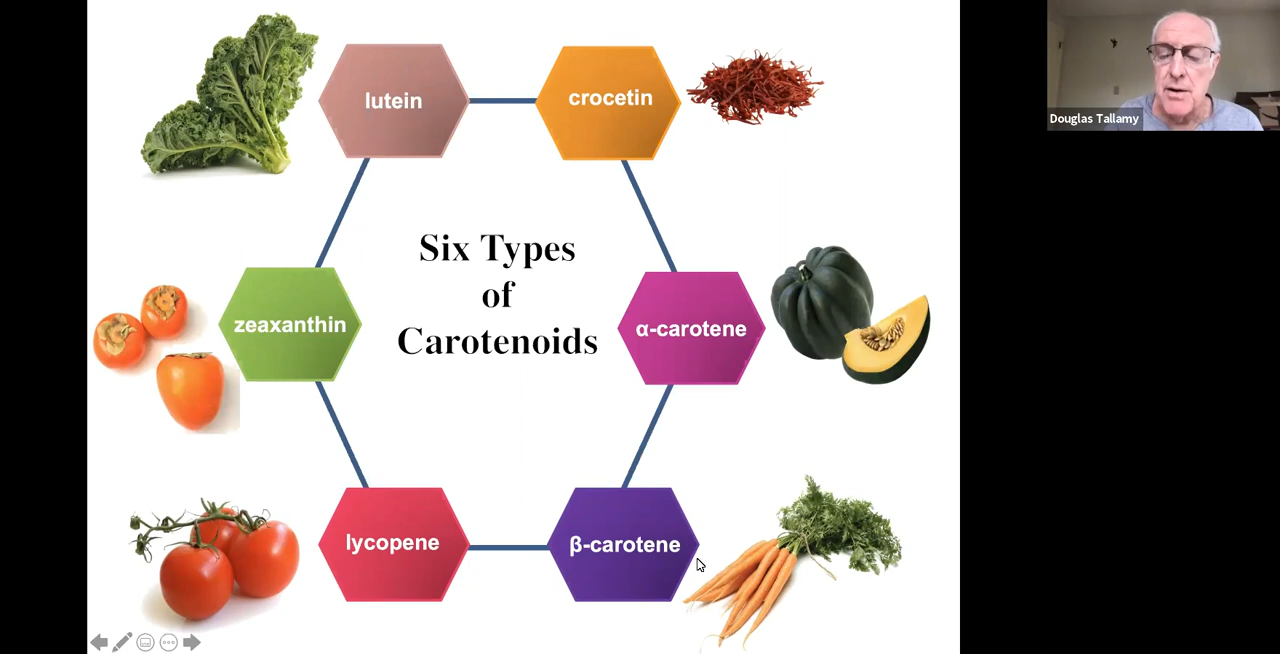 lutein
crocetin
Douglas Tallamy
Six Types
of
Carotenoids
zeaxanthin
α-carotene
lycopene
β-carotene